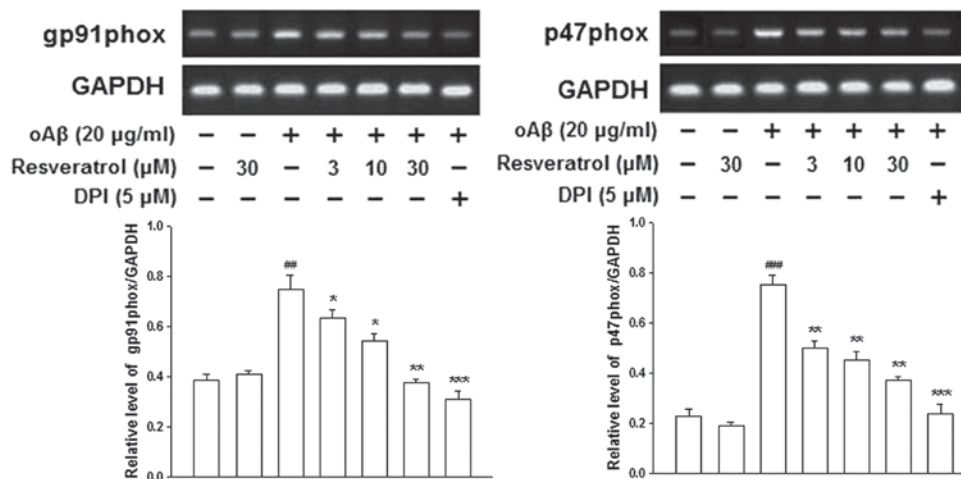 gp91phox
GAPDH
oAβ (20 µg/ml) – – + + + + +
Resveratrol (µM) – 30 – 3 10 30 –
DPI (5 µM) – – – – – – +
Relative level of gp91phox/GAPDH
1.0
0.8
0.6
0.4
0.2
0.0
##
*
*
**
***
p47phox
GAPDH
oAβ (20 µg/ml) – – + + + + +
Resveratrol (µM) – 30 – 3 10 30 –
DPI (5 µM) – – – – – – +
Relative level of p47phox/GAPDH
1.0
0.8
0.6
0.4
0.2
0.0
###
**
**
**
***